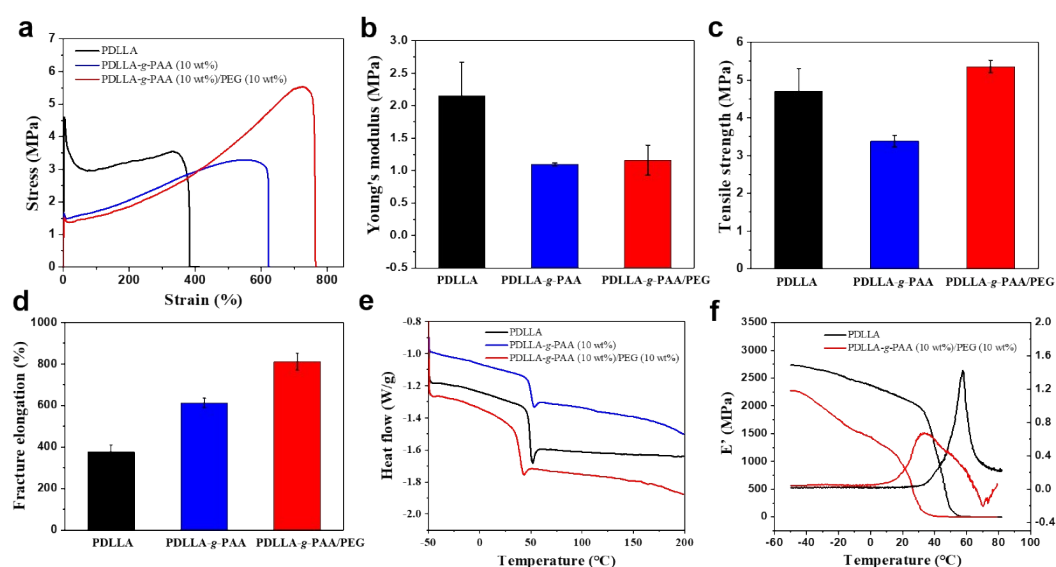 a
7
6
5
4
3
2
1
0
Stress (MPa)
PDLLA
PDLLA-g-PAA (10 wt%)
PDLLA-g-PAA (10 wt%)/PEG (10 wt%)
0 200 400 600 800
Strain (%)
b
3.0
2.5
2.0
1.5
1.0
0.5
0.0
-0.5
Young's modulus (MPa)
PDLLA PDLLA-g-PAA PDLLA-g-PAA/PEG
c
6
5
4
3
2
1
0
Tensile strength (MPa)
PDLLA PDLLA-g-PAA PDLLA-g-PAA/PEG
d
1000
800
600
400
200
0
Fracture elongation (%)
PDLLA PDLLA-g-PAA PDLLA-g-PAA/PEG
e
-0.8
-1.0
-1.2
-1.4
-1.6
-1.8
-2.0
Heat flow (W/g)
PDLLA-g-PAA (10 wt%)
PDLLA
PDLLA-g-PAA (10 wt%)/PEG (10 wt%)
-50 0 50 100 150 200
Temperature (°C)
f
3500
3000
2500
2000
1500
1000
500
0
E’ (MPa)
PDLLA
PDLLA-g-PAA (10 wt%)/PEG (10 wt%)
2.0
1.6
1.2
0.8
0.4
0.0
-0.4
-60 -40 -20 0 20 40 60 80 100
Temperature (°C)